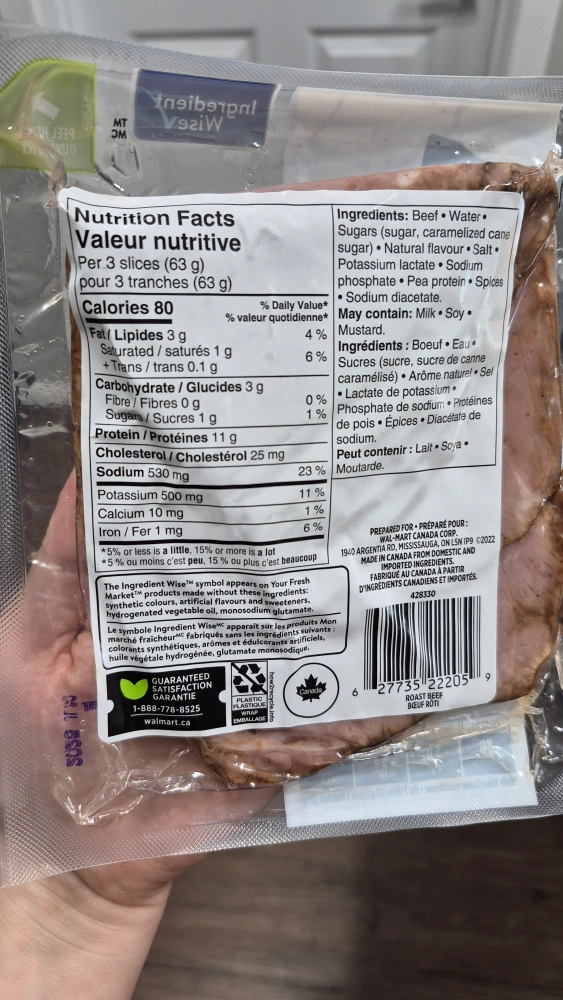 Ingredient
Wise
TM
MC
PEEL HERE
Nutrition Facts
Valeur nutritive
Per 3 slices (63 g)
pour 3 tranches (63 g)
Calories 80
% Daily Value*
% valeur quotidienne*
Fat / Lipides 3 g 4 %
Saturated / saturés 1 g
+ Trans / trans 0.1 g 6 %
Carbohydrate / Glucides 3 g
Fibre / Fibres 0 g 0 %
Sugars / Sucres 1 g 1 %
Protein / Protéines 11 g
Cholesterol / Cholestérol 25 mg
Sodium 530 mg 23 %
Potassium 500 mg 11 %
Calcium 10 mg 1 %
Iron / Fer 1 mg 6 %
*5% or less is a little, 15% or more is a lot
*5 % ou moins c'est peu, 15 % ou plus c'est beaucoup
Ingredients: Beef • Water •
Sugars (sugar, caramelized cane
sugar) • Natural flavour • Salt •
Potassium lactate • Sodium
phosphate • Pea protein • Spices
• Sodium diacetate.
May contain: Milk • Soy •
Mustard.
Ingrédients : Boeuf • Eau •
Sucres (sucre, sucre de canne
caramélisé) • Arôme naturel • Sel
• Lactate de potassium •
Phosphate de sodium • Protéines
de pois • Épices • Diacétate de
sodium.
Peut contenir : Lait • Soya •
Moutarde.
The Ingredient Wise™ symbol appears on Your Fresh
Market™ products made without these ingredients:
synthetic colours, artificial flavours and sweeteners,
hydrogenated vegetable oil, monosodium glutamate.
Le symbole Ingredient Wiseᴹᶜ apparaît sur les produits Mon
marché fraîcheurᴹᶜ fabriqués sans les ingrédients suivants :
colorants synthétiques, arômes et édulcorants artificiels,
huile végétale hydrogénée, glutamate monosodique.
PREPARED FOR • PRÉPARÉ POUR :
WAL-MART CANADA CORP.
1940 ARGENTIA RD, MISSISSAUGA, ON L5N 1P9 ©2022
MADE IN CANADA FROM DOMESTIC AND
IMPORTED INGREDIENTS.
FABRIQUÉ AU CANADA À PARTIR
D'INGRÉDIENTS CANADIENS ET IMPORTÉS.
428330
6 27735 22205 9
ROAST BEEF
BŒUF RÔTI
GUARANTEED
SATISFACTION
GARANTIE
1-888-778-8525
walmart.ca
PLASTIC
PLASTIQUE
WRAP
EMBALLAGE
how2recycle.info
Canada